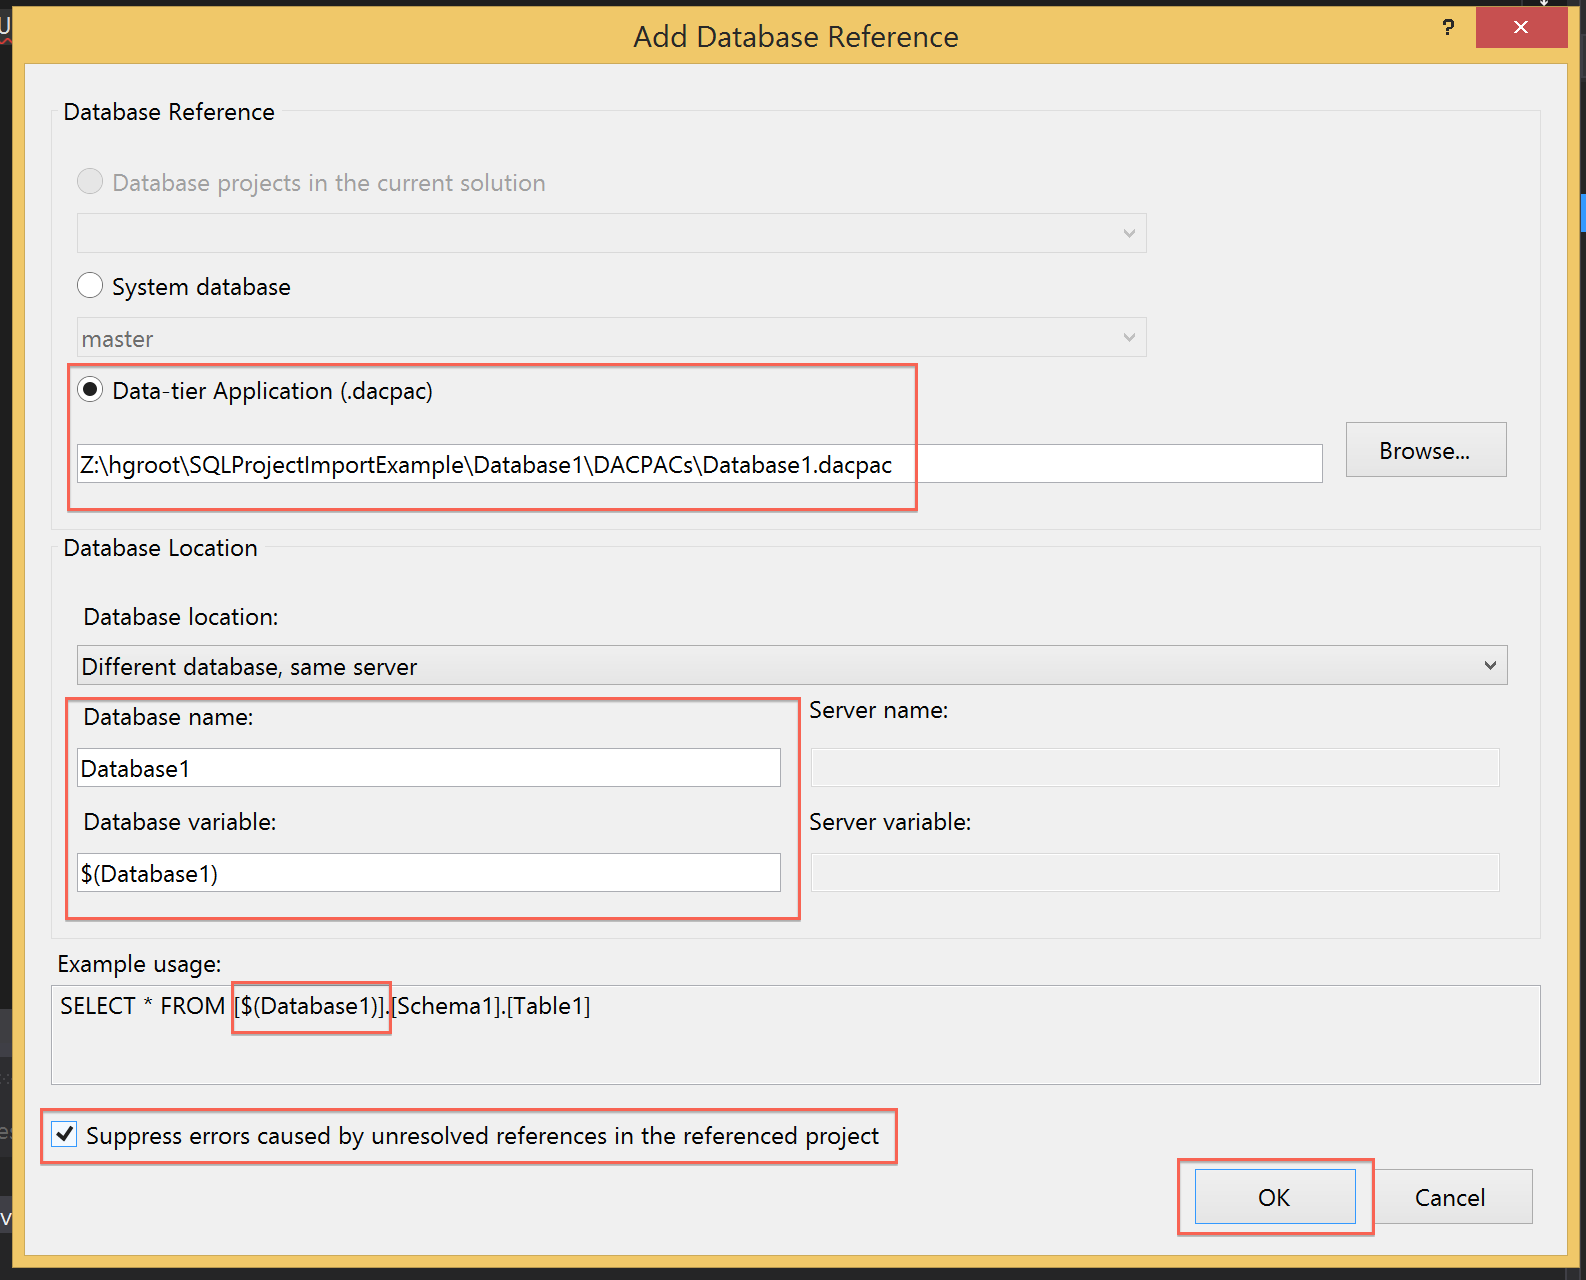 Add Database Reference
?
Database Reference
Database projects in the current solution
System database
master
Data-tier Application (.dacpac)
Z:\hgroot\SQLProjectImportExample\Database1\DACPACs\Database1.dacpac
Browse...
Database Location
Database location:
Different database, same server
Database name:
Server name:
Database1
Database variable:
Server variable:
$(Database1)
Example usage:
SELECT * FROM [$(Database1)].[Schema1].[Table1]
Suppress errors caused by unresolved references in the referenced project
OK
Cancel